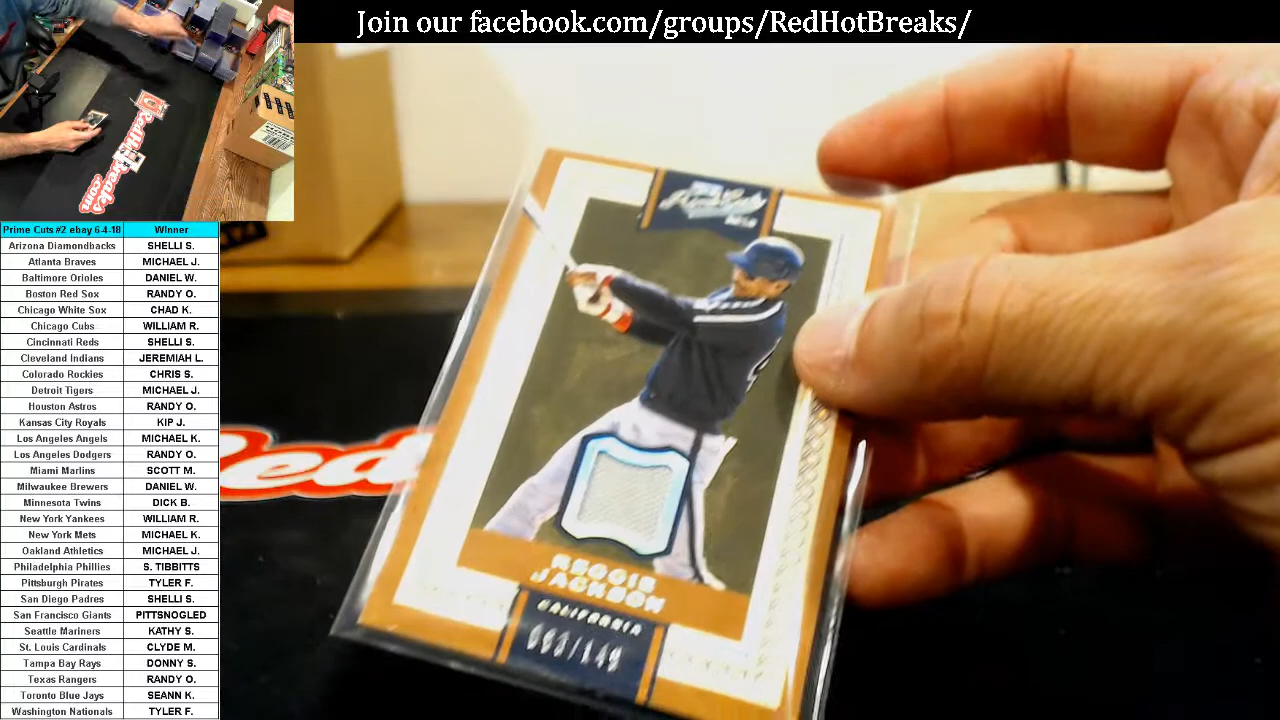 Join our facebook.com/groups/RedHotBreaks/
RedHotBreaks
.com
Prime Cuts #2 ebay 6-4-18 Winner
Arizona Diamondbacks SHELLI S.
Atlanta Braves MICHAEL J.
Baltimore Orioles DANIEL W.
Boston Red Sox RANDY O.
Chicago White Sox CHAD K.
Chicago Cubs WILLIAM R.
Cincinnati Reds SHELLI S.
Cleveland Indians JEREMIAH L.
Colorado Rockies CHRIS S.
Detroit Tigers MICHAEL J.
Houston Astros RANDY O.
Kansas City Royals KIP J.
Los Angeles Angels MICHAEL K.
Los Angeles Dodgers RANDY O.
Miami Marlins SCOTT M.
Milwaukee Brewers DANIEL W.
Minnesota Twins DICK B.
New York Yankees WILLIAM R.
New York Mets MICHAEL K.
Oakland Athletics MICHAEL J.
Philadelphia Phillies S. TIBBITTS
Pittsburgh Pirates TYLER F.
San Diego Padres SHELLI S.
San Francisco Giants PITTSNOGLED
Seattle Mariners KATHY S.
St. Louis Cardinals CLYDE M.
Tampa Bay Rays DONNY S.
Texas Rangers RANDY O.
Toronto Blue Jays SEANN K.
Washington Nationals TYLER F.
Red
REGGIE
JACKSON
CALIFORNIA